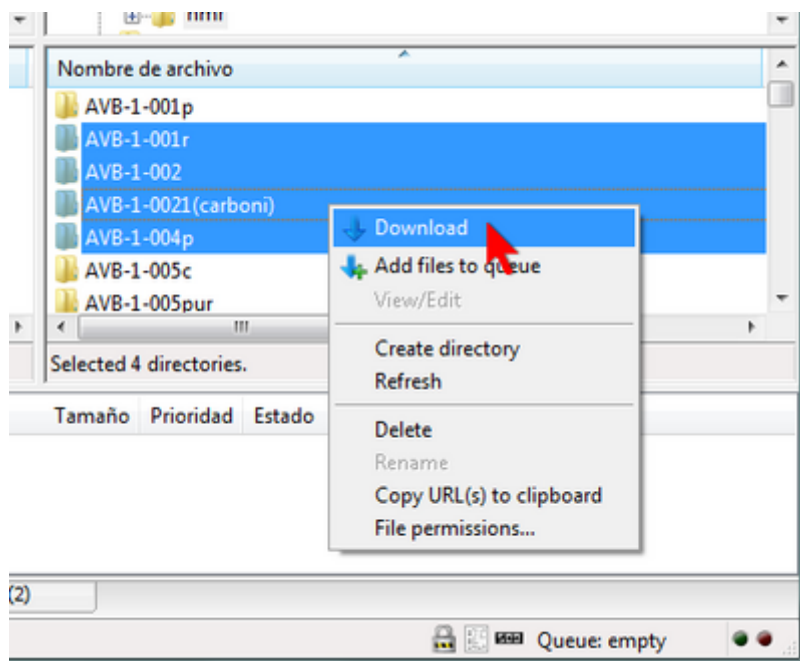 nmr
Nombre de archivo
AVB-1-001p
AVB-1-001r
AVB-1-002
AVB-1-0021(carboni)
AVB-1-004p
AVB-1-005c
AVB-1-005pur
Selected 4 directories.
Download
Add files to queue
View/Edit
Create directory
Refresh
Delete
Rename
Copy URL(s) to clipboard
File permissions...
Tamaño Prioridad Estado
(2)
Queue: empty